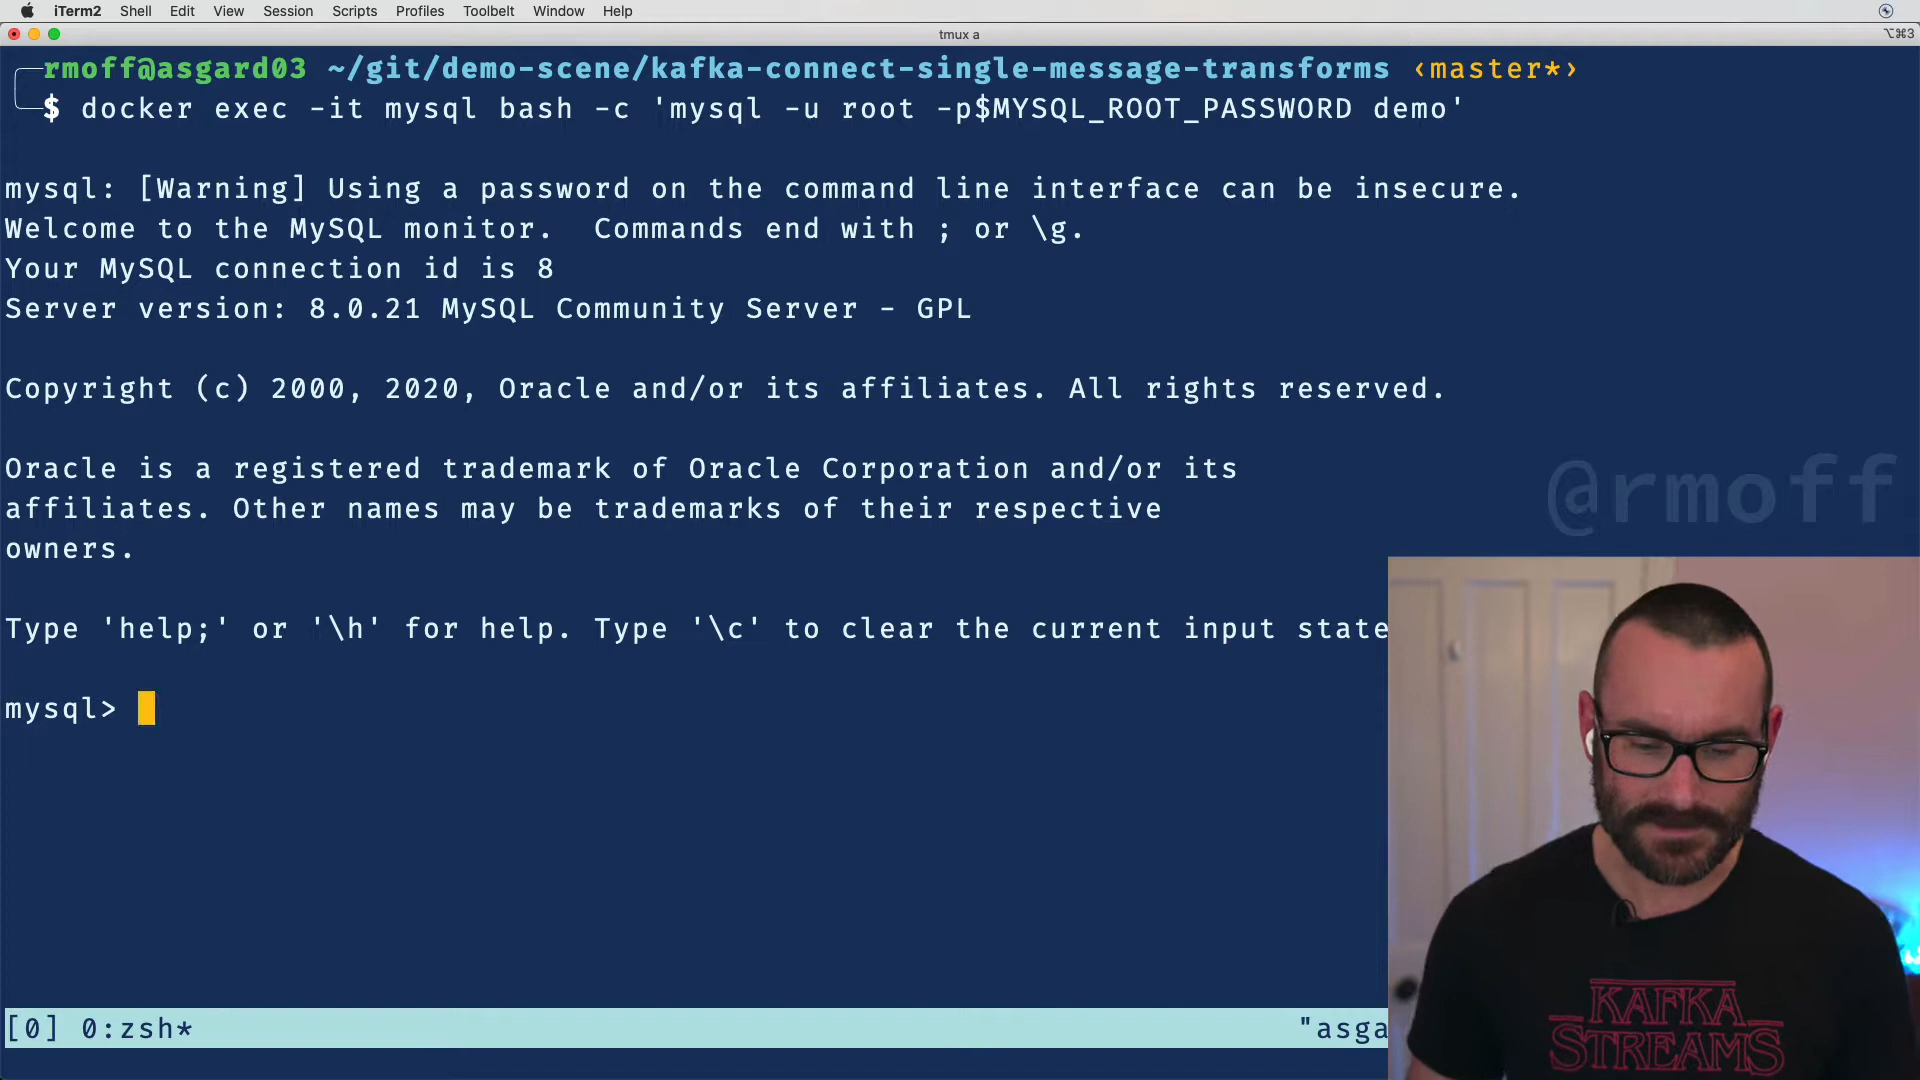 iTerm2 Shell Edit View Session Scripts Profiles Toolbelt Window Help
tmux a
⌥⌘3
rmoff@asgard03 ~/git/demo-scene/kafka-connect-single-message-transforms ‹master*›
$ docker exec -it mysql bash -c 'mysql -u root -p$MYSQL_ROOT_PASSWORD demo'
mysql: [Warning] Using a password on the command line interface can be insecure.
Welcome to the MySQL monitor.  Commands end with ; or \g.
Your MySQL connection id is 8
Server version: 8.0.21 MySQL Community Server - GPL
Copyright (c) 2000, 2020, Oracle and/or its affiliates. All rights reserved.
Oracle is a registered trademark of Oracle Corporation and/or its
affiliates. Other names may be trademarks of their respective
owners.
@rmoff
Type 'help;' or '\h' for help. Type '\c' to clear the current input state
mysql>
[0] 0:zsh* "asga
KAFKA
STREAMS